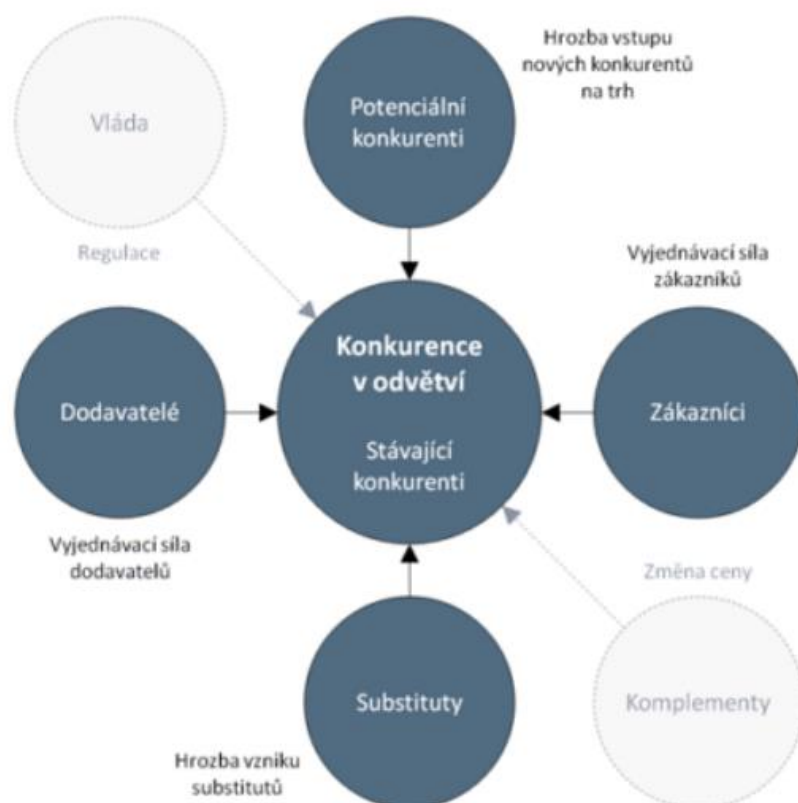 Hrozba vstupu
nových konkurentů
na trh
Potenciální
konkurenti
Vláda
Regulace
Vyjednávací síla
zákazníků
Konkurence
v odvětví
Stávající
konkurenti
Dodavatelé
Zákazníci
Vyjednávací síla
dodavatelů
Změna ceny
Substituty
Komplementy
Hrozba vzniku
substitutů